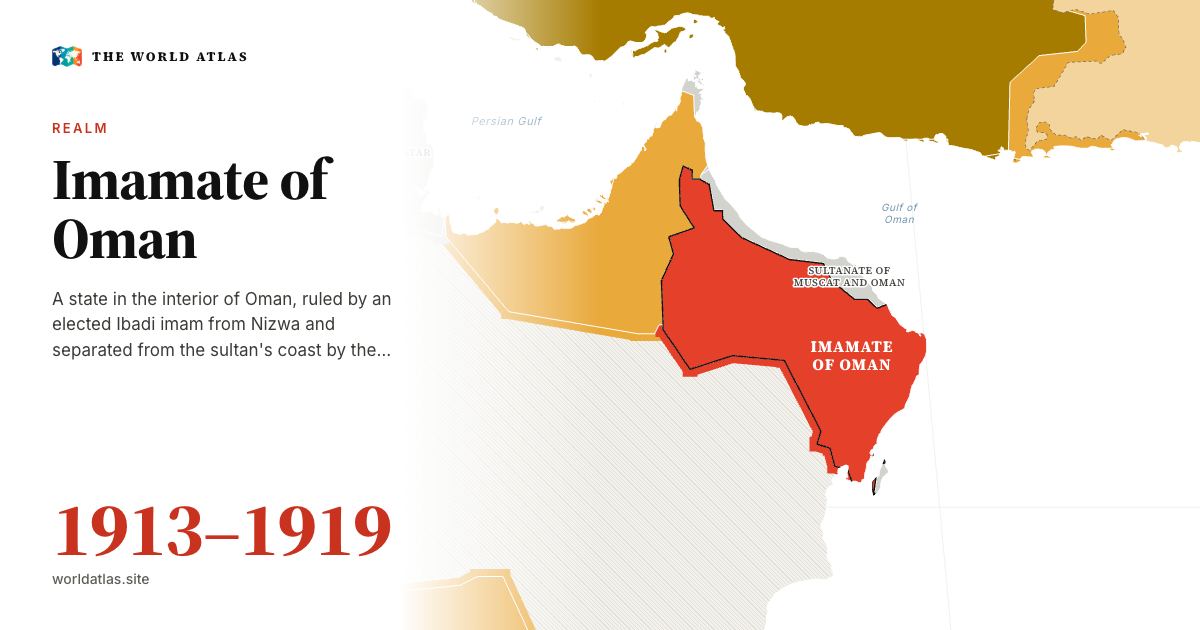 THE WORLD ATLAS
REALM
Imamate of
Oman
A state in the interior of Oman, ruled by an
elected Ibadi imam from Nizwa and
separated from the sultan's coast by the...
1913–1919
worldatlas.site
Persian Gulf
TAR
Gulf of
Oman
SULTANATE OF
MUSCAT AND OMAN
IMAMATE
OF OMAN